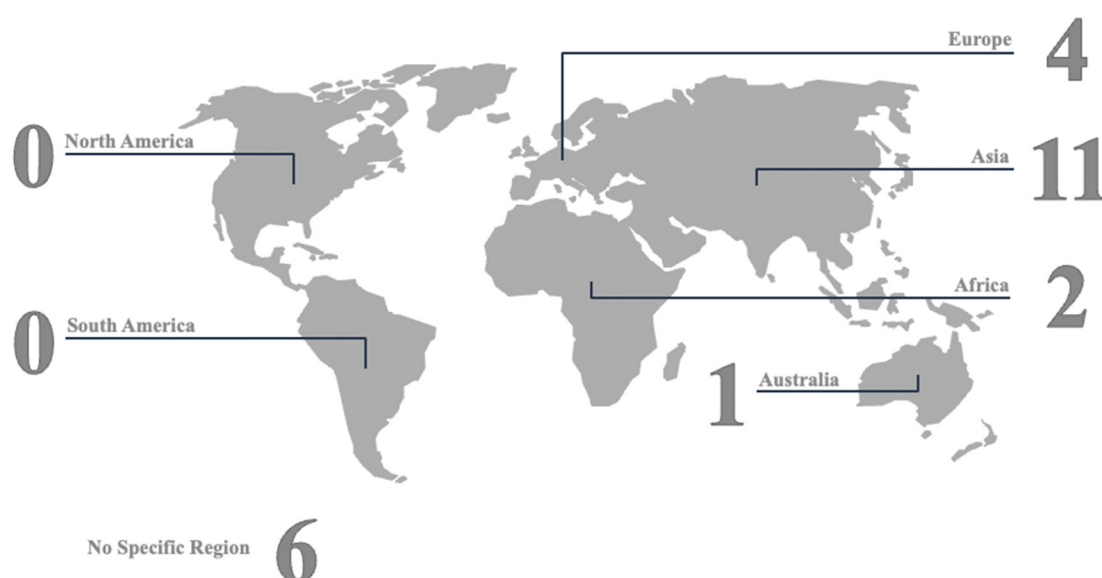 Europe 4
0 North America
Asia 11
Africa 2
0 South America
1 Australia
No Specific Region 6